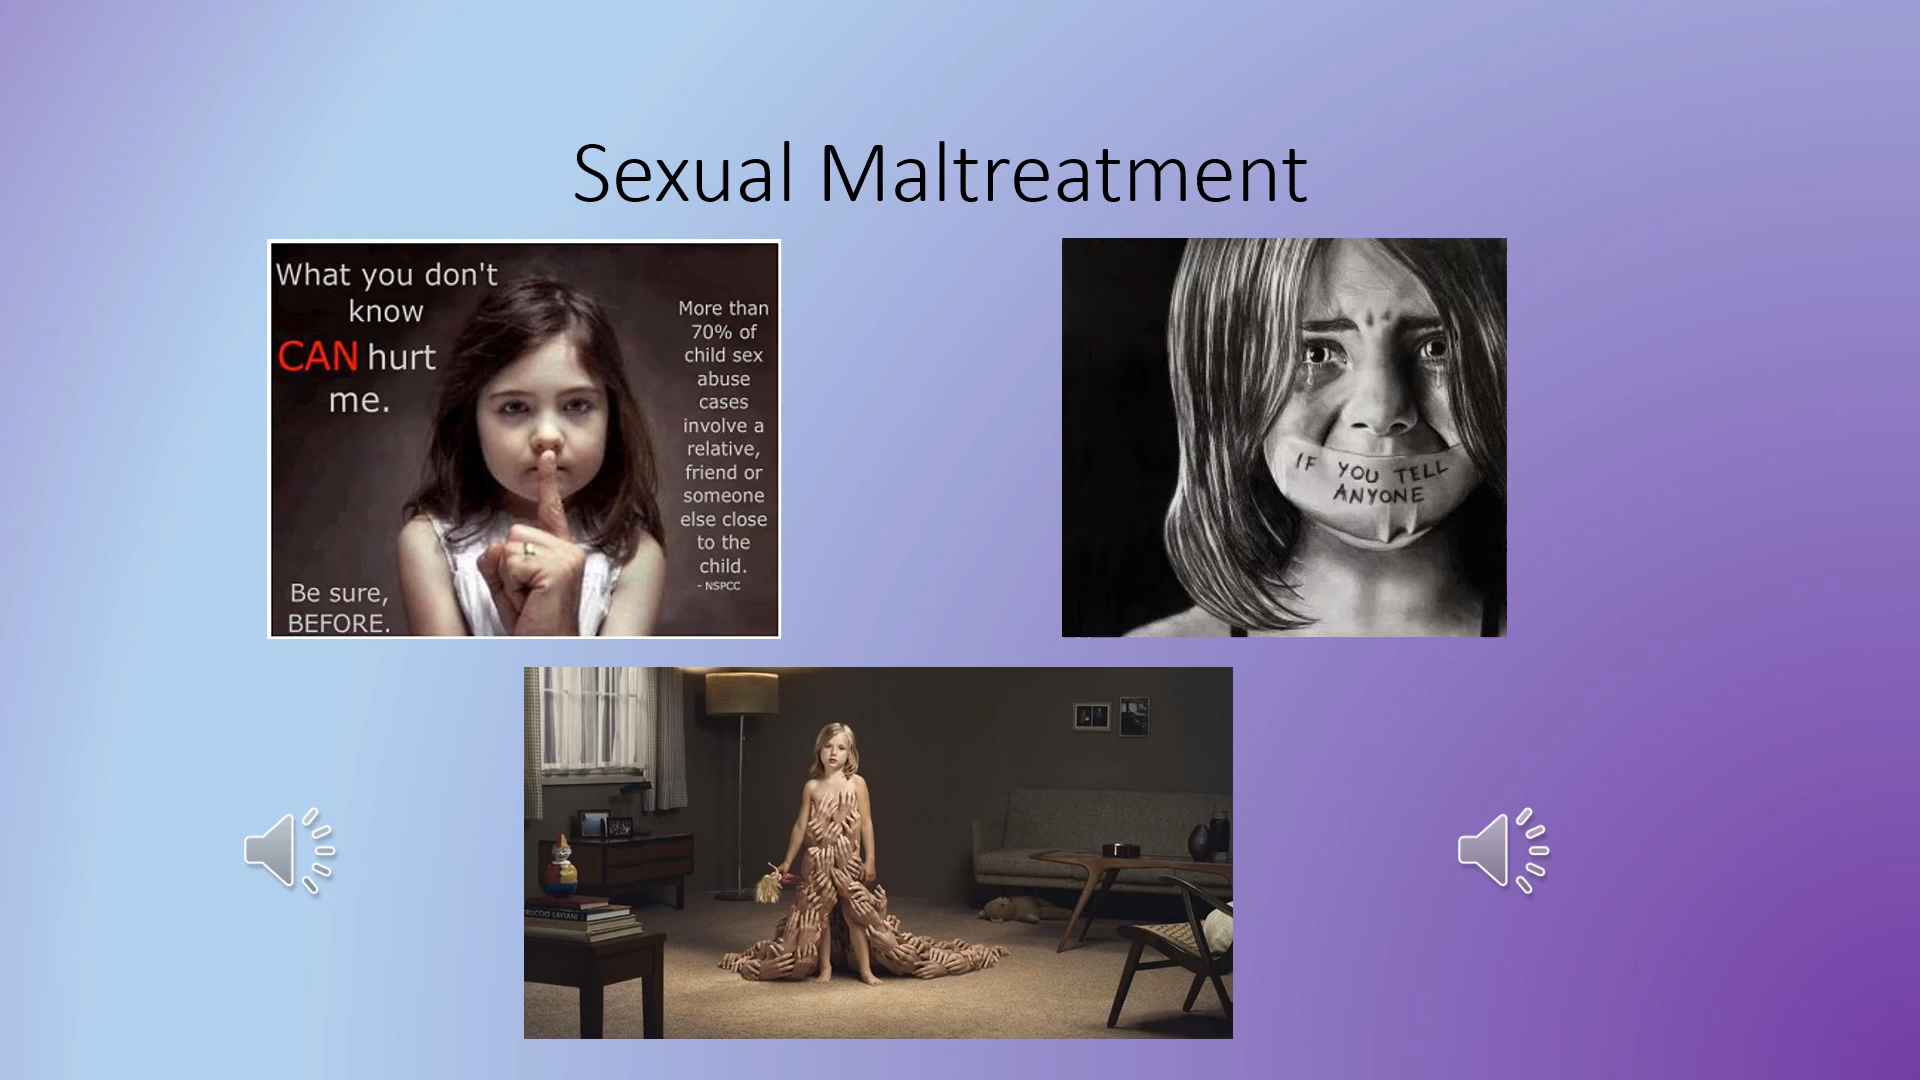 Sexual Maltreatment
What you don't
know
CAN hurt
me.
Be sure,
BEFORE.
More than
70% of
child sex
abuse
cases
involve a
relative,
friend or
someone
else close
to the
child.
- NSPCC
IF YOU TELL
ANYONE